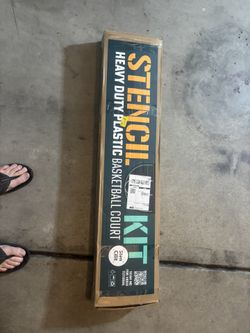 STENCIL KIT
HEAVY DUTY PLASTIC BASKETBALL COURT